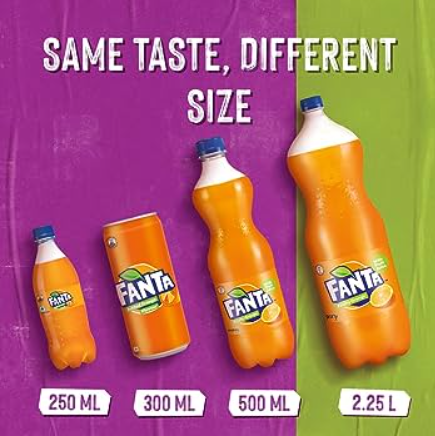 SAME TASTE, DIFFERENT
SIZE
FANTA
FANTA
FANTA
FANTA
250 ML
300 ML
500 ML
2.25 L